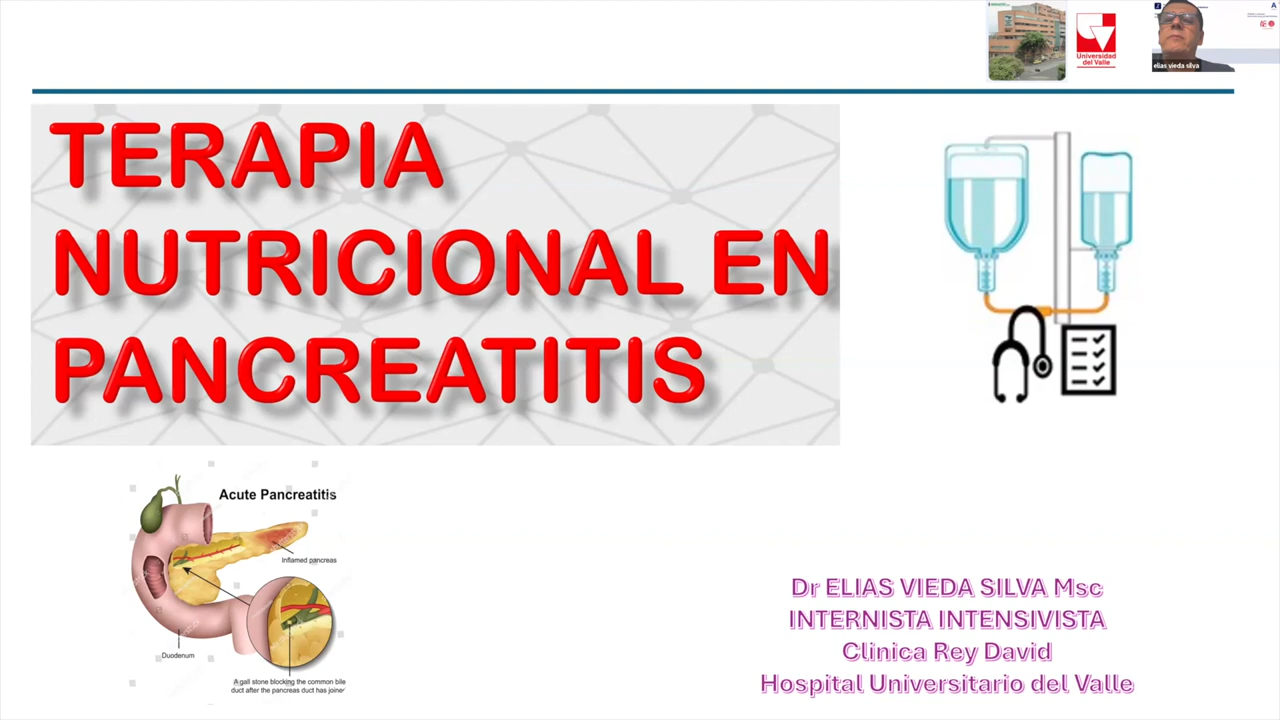 Universidad
del Valle
elias vieda silva
TERAPIA
NUTRICIONAL EN
PANCREATITIS
Acute Pancreatitis
Inflamed pancreas
Duodenum
A gall stone blocking the common bile
duct after the pancreas duct has joine
Dr ELIAS VIEDA SILVA Msc
INTERNISTA INTENSIVISTA
Clinica Rey David
Hospital Universitario del Valle